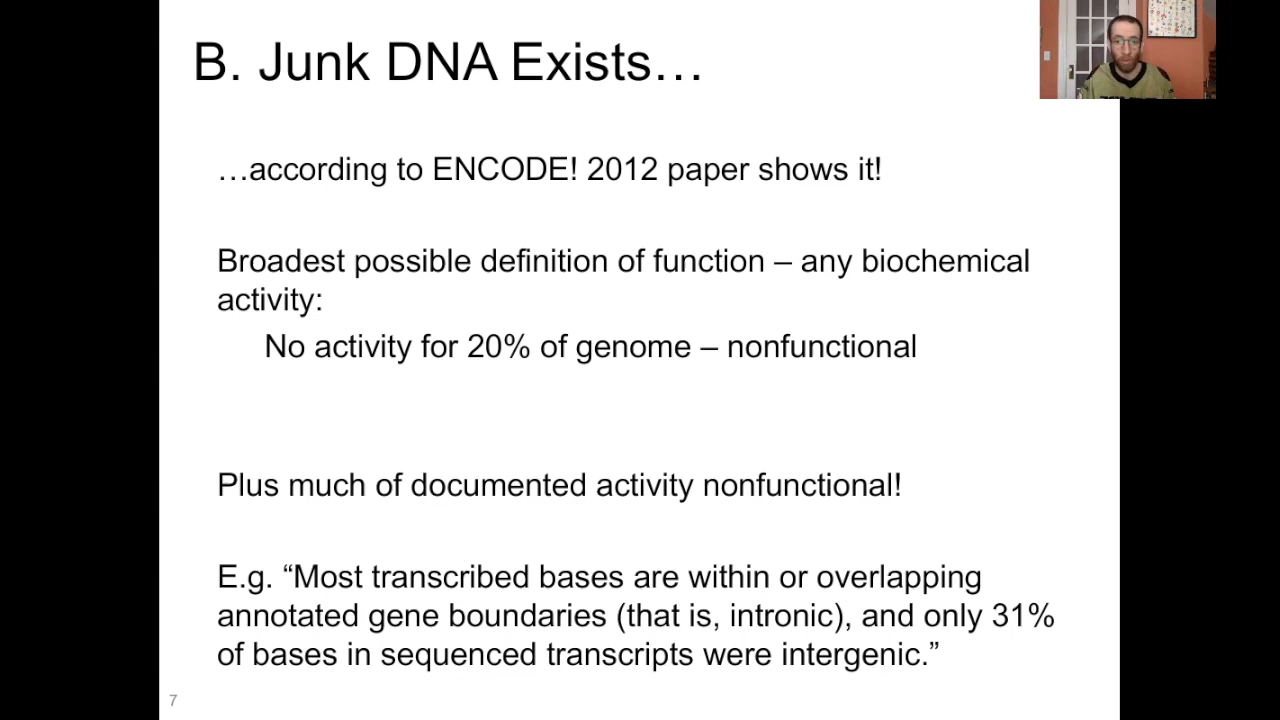 B. Junk DNA Exists…
…according to ENCODE! 2012 paper shows it!
Broadest possible definition of function – any biochemical
activity:
No activity for 20% of genome – nonfunctional
Plus much of documented activity nonfunctional!
E.g. “Most transcribed bases are within or overlapping
annotated gene boundaries (that is, intronic), and only 31%
of bases in sequenced transcripts were intergenic.”
7